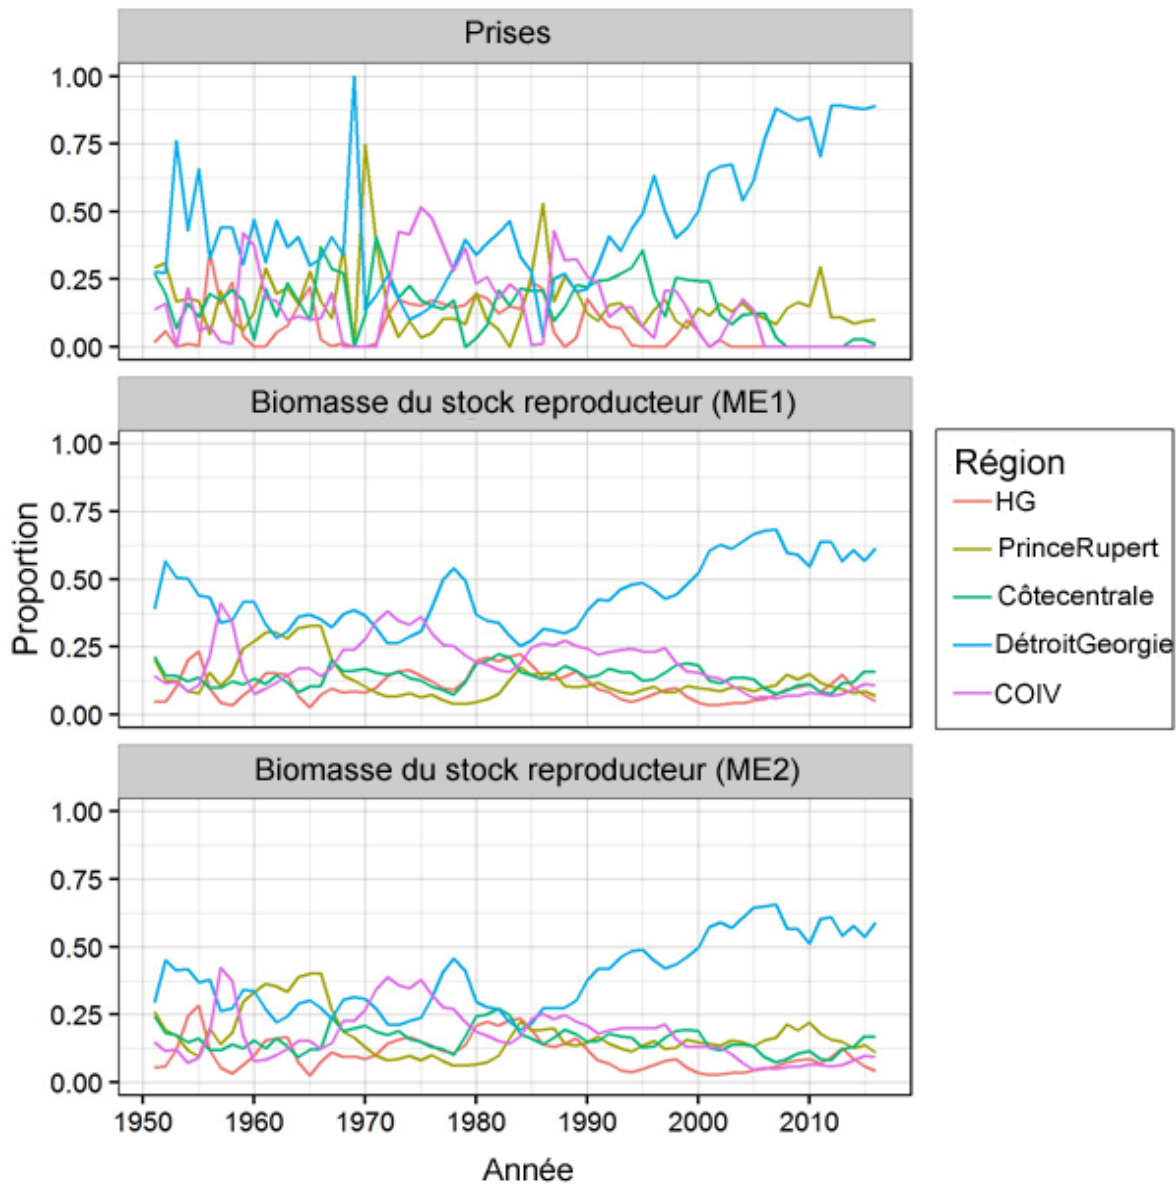 Prises
1.00
0.75
0.50
0.25
0.00
Biomasse du stock reproducteur (ME1)
1.00
0.75
0.50
0.25
0.00
Proportion
Région
HG
PrinceRupert
Côtecentrale
DétroitGeorgie
COIV
Biomasse du stock reproducteur (ME2)
1.00
0.75
0.50
0.25
0.00
1950 1960 1970 1980 1990 2000 2010
Année